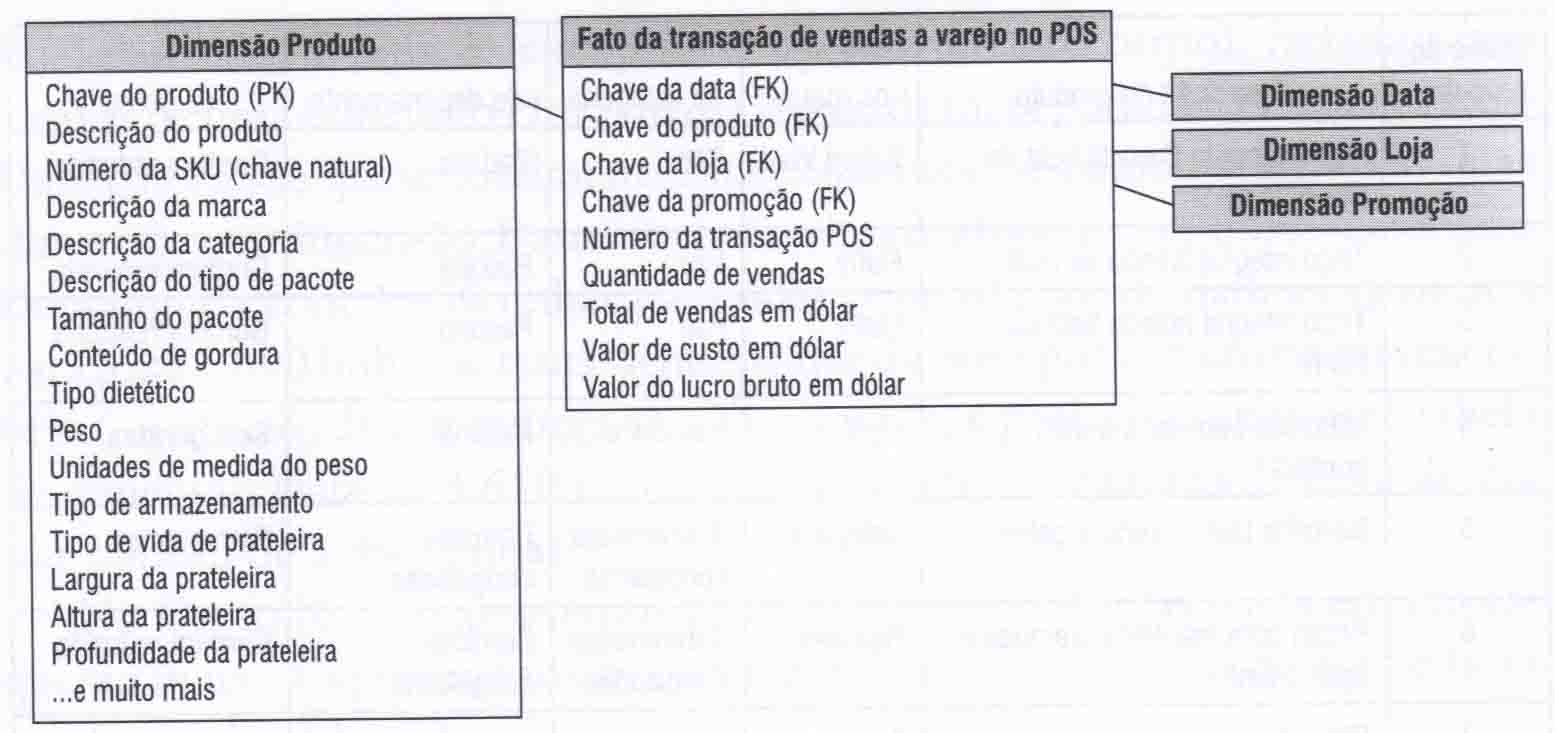 Dimensão Produto
Chave do produto (PK)
Descrição do produto
Número da SKU (chave natural)
Descrição da marca
Descrição da categoria
Descrição do tipo de pacote
Tamanho do pacote
Conteúdo de gordura
Tipo dietético
Peso
Unidades de medida do peso
Tipo de armazenamento
Tipo de vida de prateleira
Largura da prateleira
Altura da prateleira
Profundidade da prateleira
...e muito mais
Fato da transação de vendas a varejo no POS
Chave da data (FK)
Chave do produto (FK)
Chave da loja (FK)
Chave da promoção (FK)
Número da transação POS
Quantidade de vendas
Total de vendas em dólar
Valor de custo em dólar
Valor do lucro bruto em dólar
Dimensão Data
Dimensão Loja
Dimensão Promoção